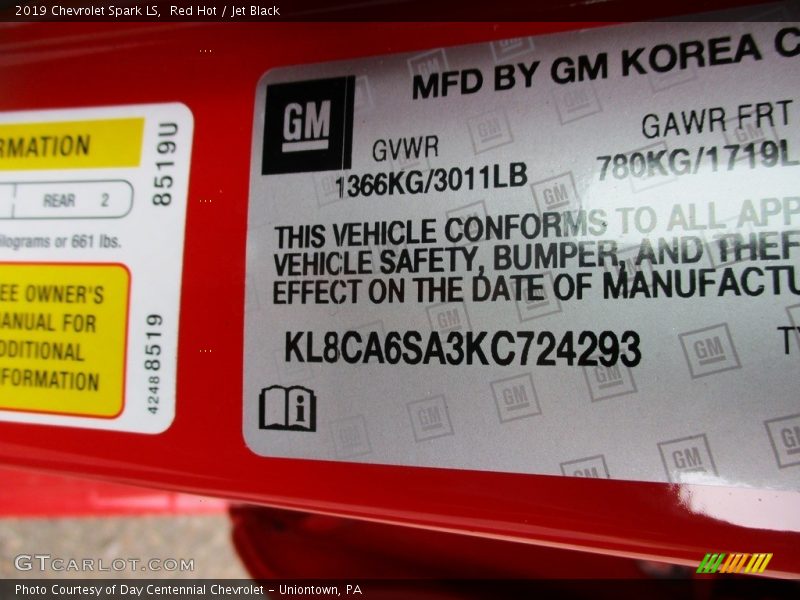 2019 Chevrolet Spark LS,  Red Hot / Jet Black
RMATION
REAR 2
ilograms or 661 lbs.
EE OWNER'S
ANUAL FOR
DDITIONAL
FORMATION
8519U
42488519
GM
MFD BY GM KOREA C
GVWR
GAWR FRT
1366KG/3011LB
780KG/1719L
THIS VEHICLE CONFORMS TO ALL APP
VEHICLE SAFETY, BUMPER, AND THEF
EFFECT ON THE DATE OF MANUFACTU
KL8CA6SA3KC724293
TY
GTCARLOT.COM
Photo Courtesy of Day Centennial Chevrolet - Uniontown, PA